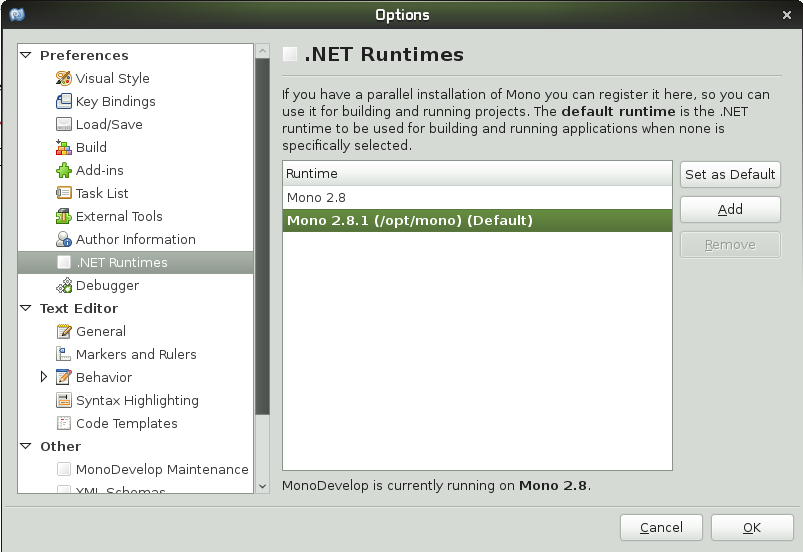 Options
Preferences
Visual Style
Key Bindings
Load/Save
Build
Add-ins
Task List
External Tools
Author Information
.NET Runtimes
Debugger
Text Editor
General
Markers and Rulers
Behavior
Syntax Highlighting
Code Templates
Other
MonoDevelop Maintenance
XML Schemas
.NET Runtimes
If you have a parallel installation of Mono you can register it here, so you can
use it for building and running projects. The default runtime is the .NET
runtime to be used for building and running applications when none is
specifically selected.
Runtime
Mono 2.8
Mono 2.8.1 (/opt/mono) (Default)
Set as Default
Add
Remove
MonoDevelop is currently running on Mono 2.8.
Cancel
OK